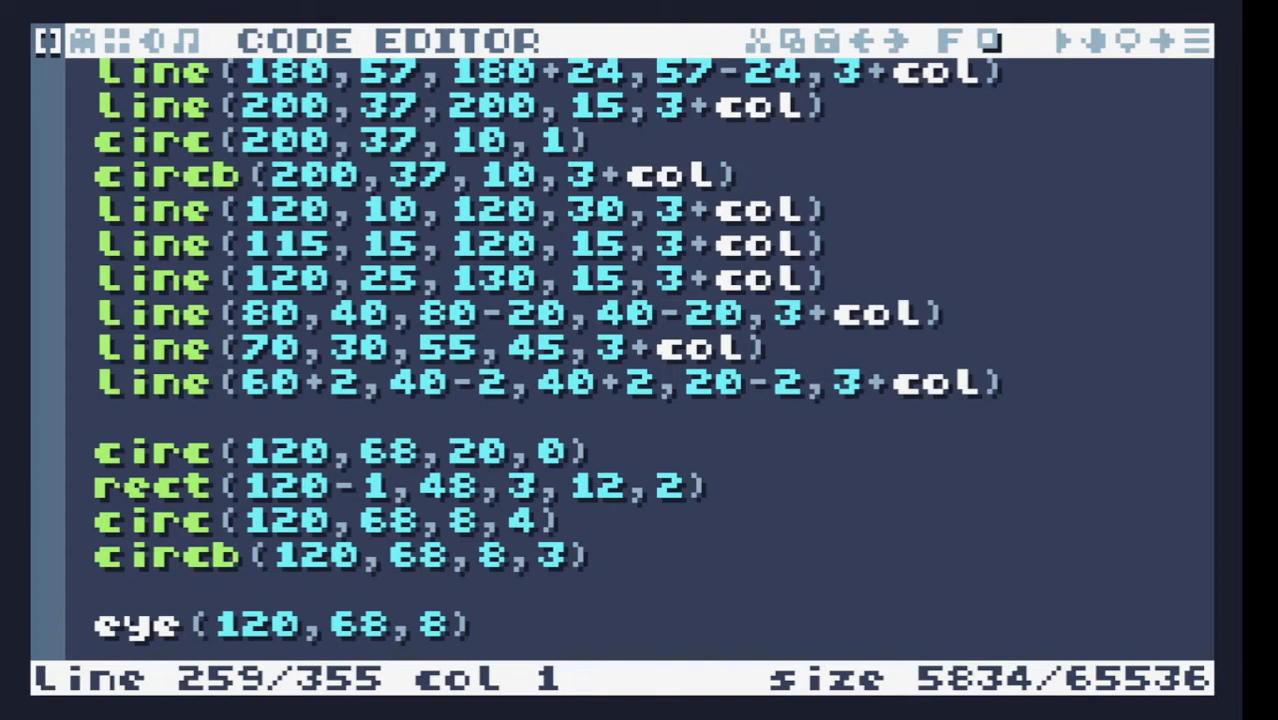 CODE EDITOR F
line(180,57,180+24,57-24,3+col)
line(200,37,200,15,3+col)
circ(200,37,10,1)
circb(200,37,10,3+col)
line(120,10,120,30,3+col)
line(115,15,120,15,3+col)
line(120,25,130,15,3+col)
line(80,40,80-20,40-20,3+col)
line(70,30,55,45,3+col)
line(60+2,40-2,40+2,20-2,3+col)
circ(120,68,20,0)
rect(120-1,48,3,12,2)
circ(120,68,8,4)
circb(120,68,8,3)
eye(120,68,8)
line 259/355 col 1 size 5834/65536